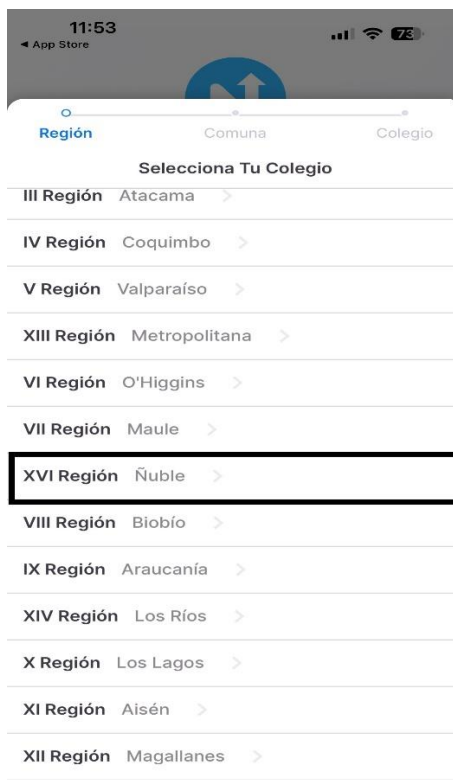 11:53
◄ App Store
73
Región
Comuna
Colegio
Selecciona Tu Colegio
III Región Atacama
IV Región Coquimbo
V Región Valparaíso
XIII Región Metropolitana
VI Región O'Higgins
VII Región Maule
XVI Región Ñuble
VIII Región Biobío
IX Región Araucanía
XIV Región Los Ríos
X Región Los Lagos
XI Región Aisén
XII Región Magallanes